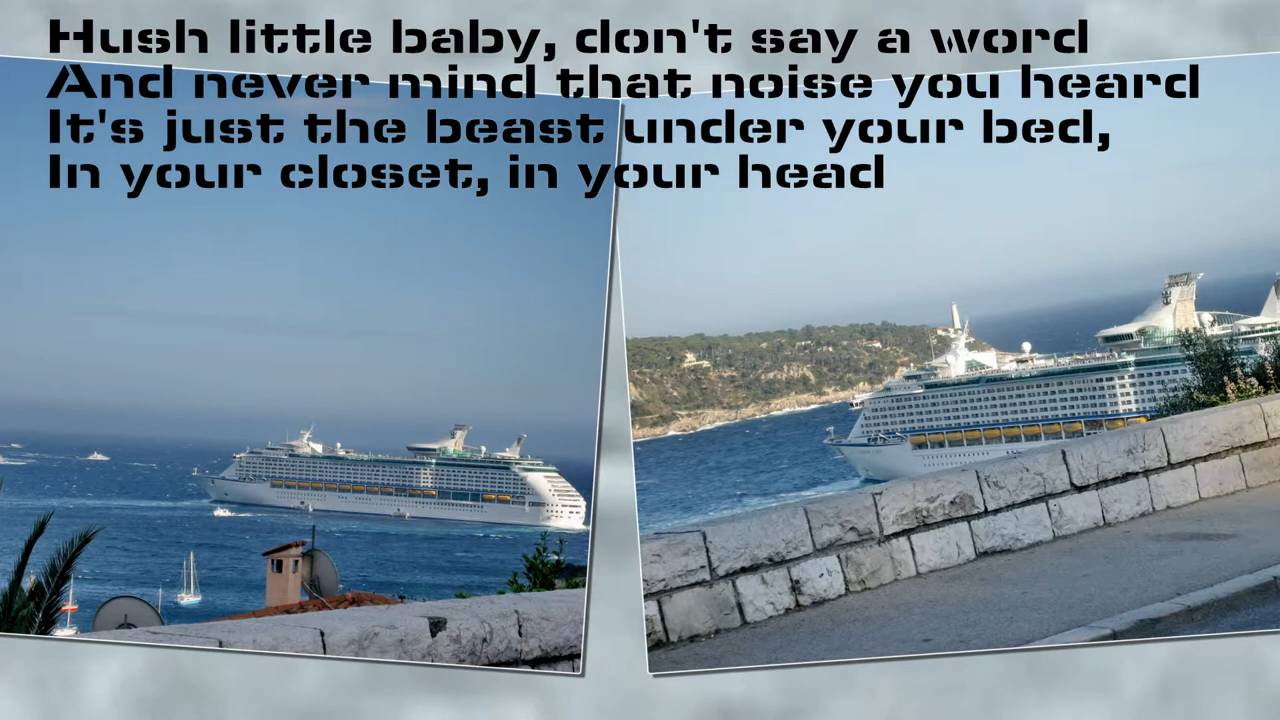 Hush little baby, don't say a word
And never mind that noise you heard
It's just the beast under your bed,
In your closet, in your head